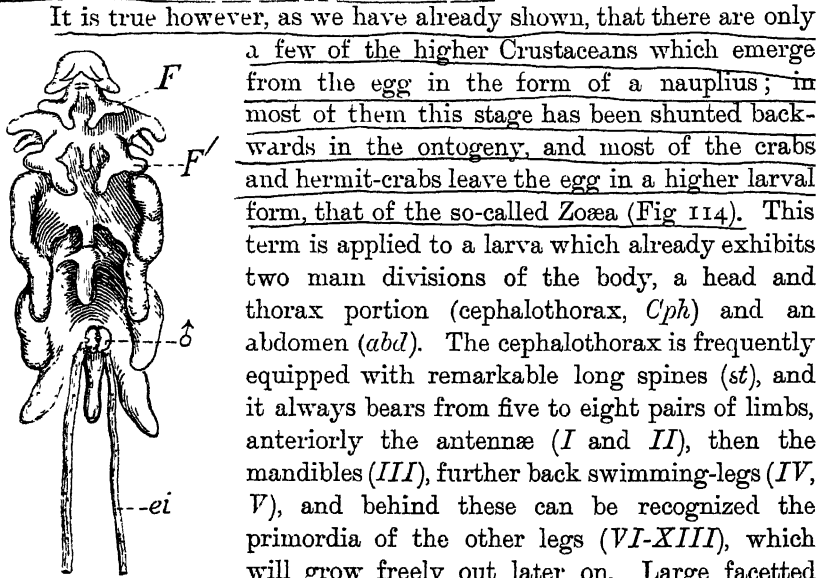 It is true however, as we have already shown, that there are only
a few of the higher Crustaceans which emerge
from the egg in the form of a nauplius; in
most of them this stage has been shunted back-
wards in the ontogeny, and most of the crabs
and hermit-crabs leave the egg in a higher larval
form, that of the so-called Zoæa (Fig 114). This
term is applied to a larva which already exhibits
two main divisions of the body, a head and
thorax portion (cephalothorax, Cph) and an
abdomen (abd). The cephalothorax is frequently
equipped with remarkable long spines (st), and
it always bears from five to eight pairs of limbs,
anteriorly the antennæ (I and II), then the
mandibles (III), further back swimming-legs (IV,
V), and behind these can be recognized the
primordia of the other legs (VI-XIII), which
will grow freely out later on. Large facetted
F
F′
♂
ei